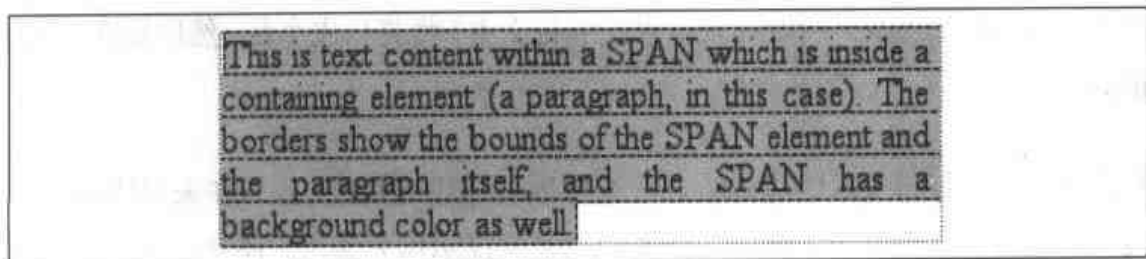 This is text content within a SPAN which is inside a
containing element (a paragraph, in this case). The
borders show the bounds of the SPAN element and
the paragraph itself, and the SPAN has a
background color as well.